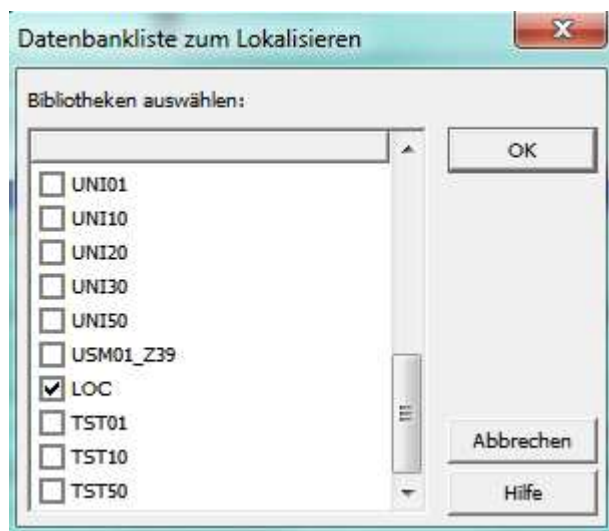 Datenbankliste zum Lokalisieren
Bibliotheken auswählen:
OK
UNI01
UNI10
UNI20
UNI30
UNI50
USM01_Z39
LOC
TST01
TST10
TST50
Abbrechen
Hilfe